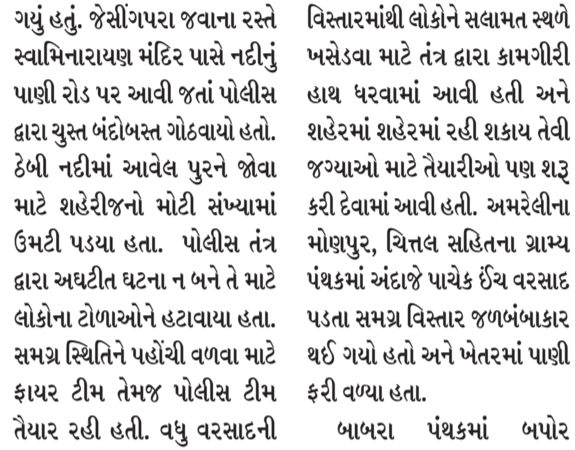 ગયું હતું. જેસીંગપરા જવાના રસ્તે
સ્વામિનારાયણ મંદિર પાસે નદીનું
પાણી રોડ પર આવી જતાં પોલીસ
દ્વારા ચુસ્ત બંદોબસ્ત ગોઠવાયો હતો.
ઠેબી નદીમાં આવેલ પુરને જોવા
માટે શહેરીજનો મોટી સંખ્યામાં
ઉમટી પડયા હતા. પોલીસ તંત્ર
દ્વારા અઘટીત ઘટના ન બને તે માટે
લોકોના ટોળાઓને હટાવાયા હતા.
સમગ્ર સ્થિતિને પહોંચી વળવા માટે
ફાયર ટીમ તેમજ પોલીસ ટીમ
તૈયાર રહી હતી. વધુ વરસાદની
વિસ્તારમાંથી લોકોને સલામત સ્થળે
ખસેડવા માટે તંત્ર દ્વારા કામગીરી
હાથ ધરવામાં આવી હતી અને
શહેરમાં શહેરમાં રહી શકાય તેવી
જગ્યાઓ માટે તૈયારીઓ પણ શરૂ
કરી દેવામાં આવી હતી. અમરેલીના
મોણપુર, ચિત્તલ સહિતના ગ્રામ્ય
પંથકમાં અંદાજે પાચેક ઈંચ વરસાદ
પડતા સમગ્ર વિસ્તાર જળબંબાકાર
થઈ ગયો હતો અને ખેતરમાં પાણી
ફરી વળ્યા હતા.
બાબરા પંથકમાં બપોર